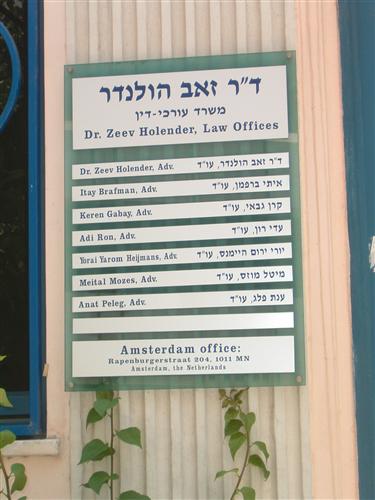 ד"ר זאב הולנדר
משרד עורכי-דין
Dr. Zeev Holender, Law Offices
Dr. Zeev Holender, Adv. ד"ר זאב הולנדר, עו"ד
Itay Brafman, Adv. איתי ברפמן, עו"ד
Keren Gabay, Adv. קרן גבאי, עו"ד
Adi Ron, Adv. עדי רון, עו"ד
Yorai Yarom Heijmans, Adv. יורי ירום היימנס, עו"ד
Meital Mozes, Adv. מיטל מוזס, עו"ד
Anat Peleg, Adv. ענת פלג, עו"ד
Amsterdam office:
Rapenburgerstraat 204, 1011 MN
Amsterdam, the Netherlands